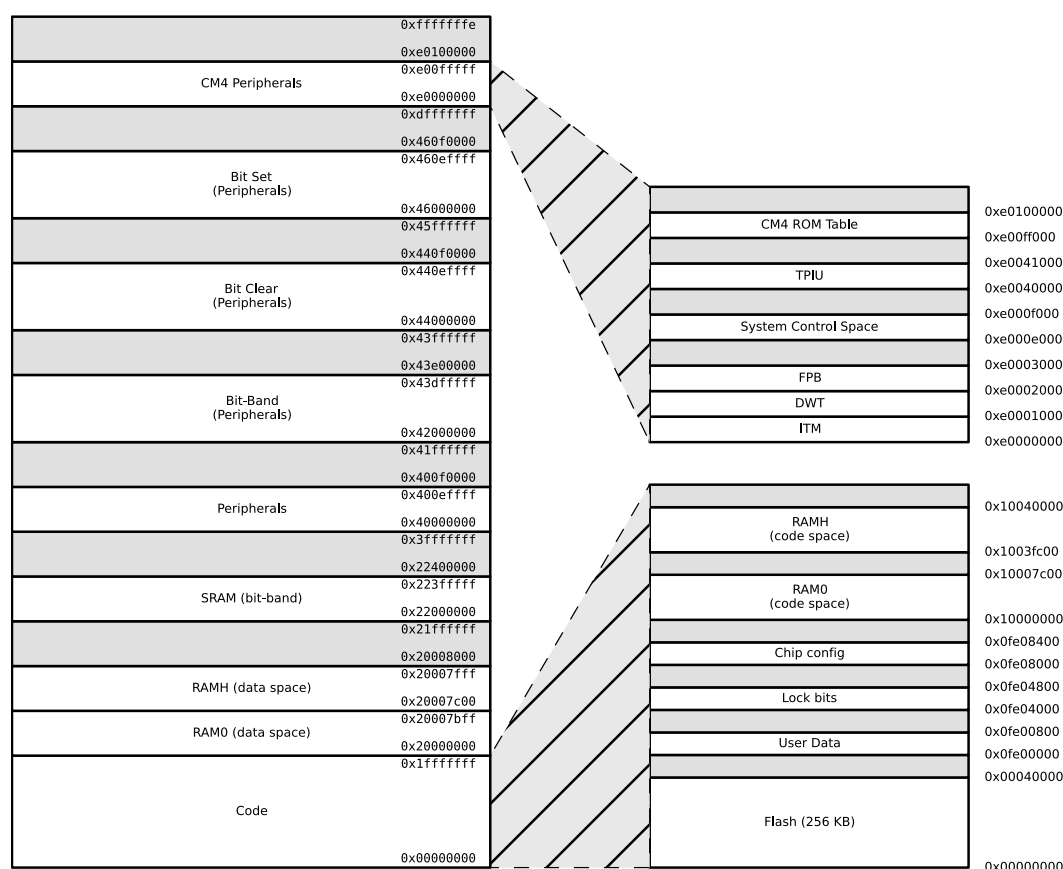 0xfffffffe
0xe0100000
0xe00fffff
CM4 Peripherals
0xe0000000
0xdfffffff
0x460f0000
0x460effff
Bit Set
(Peripherals)
0x46000000
0x45ffffff
0x440f0000
0x440effff
Bit Clear
(Peripherals)
0x44000000
0x43ffffff
0x43e00000
0x43dfffff
Bit-Band
(Peripherals)
0x42000000
0x41ffffff
0x400f0000
0x400effff
Peripherals
0x40000000
0x3fffffff
0x22400000
0x223fffff
SRAM (bit-band)
0x22000000
0x21ffffff
0x20008000
0x20007fff
RAMH (data space)
0x20007c00
0x20007bff
RAM0 (data space)
0x20000000
0x1fffffff
Code
0x00000000
0xe0100000
CM4 ROM Table
0xe00ff000
0xe0041000
TPIU
0xe0040000
0xe000f000
System Control Space
0xe000e000
0xe0003000
FPB
0xe0002000
DWT
0xe0001000
ITM
0xe0000000
0x10040000
RAMH
(code space)
0x1003fc00
0x10007c00
RAM0
(code space)
0x10000000
0x0fe08400
Chip config
0x0fe08000
0x0fe04800
Lock bits
0x0fe04000
0x0fe00800
User Data
0x0fe00000
0x00040000
Flash (256 KB)
0x00000000